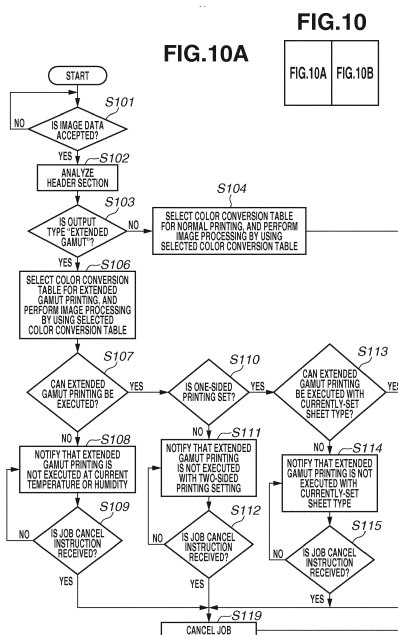 FIG.10
FIG.10A
FIG.10A FIG.10B
START
S101
IS IMAGE DATA
ACCEPTED?
NO
YES
S102
ANALYZE
HEADER SECTION
S103
IS OUTPUT
TYPE "EXTENDED
GAMUT"?
NO
YES
S104
SELECT COLOR CONVERSION TABLE
FOR NORMAL PRINTING, AND PERFORM
IMAGE PROCESSING BY USING
SELECTED COLOR CONVERSION TABLE
S106
SELECT COLOR CONVERSION
TABLE FOR EXTENDED
GAMUT PRINTING, AND
PERFORM IMAGE PROCESSING
BY USING SELECTED
COLOR CONVERSION TABLE
S107
CAN EXTENDED
GAMUT PRINTING BE
EXECUTED?
YES
NO
S110
IS ONE-SIDED
PRINTING SET?
YES
NO
S113
CAN EXTENDED
GAMUT PRINTING
BE EXECUTED WITH
CURRENTLY-SET
SHEET TYPE?
YES
NO
S108
NOTIFY THAT EXTENDED
GAMUT PRINTING IS
NOT EXECUTED AT CURRENT
TEMPERATURE OR HUMIDITY
S109
IS JOB CANCEL
INSTRUCTION
RECEIVED?
NO
YES
S111
NOTIFY THAT EXTENDED
GAMUT PRINTING
IS NOT EXECUTED
WITH TWO-SIDED
PRINTING SETTING
S112
IS JOB CANCEL
INSTRUCTION
RECEIVED?
NO
YES
S114
NOTIFY THAT EXTENDED
GAMUT PRINTING IS NOT
EXECUTED WITH
CURRENTLY-SET
SHEET TYPE
S115
IS JOB CANCEL
INSTRUCTION
RECEIVED?
NO
YES
S119
CANCEL JOB